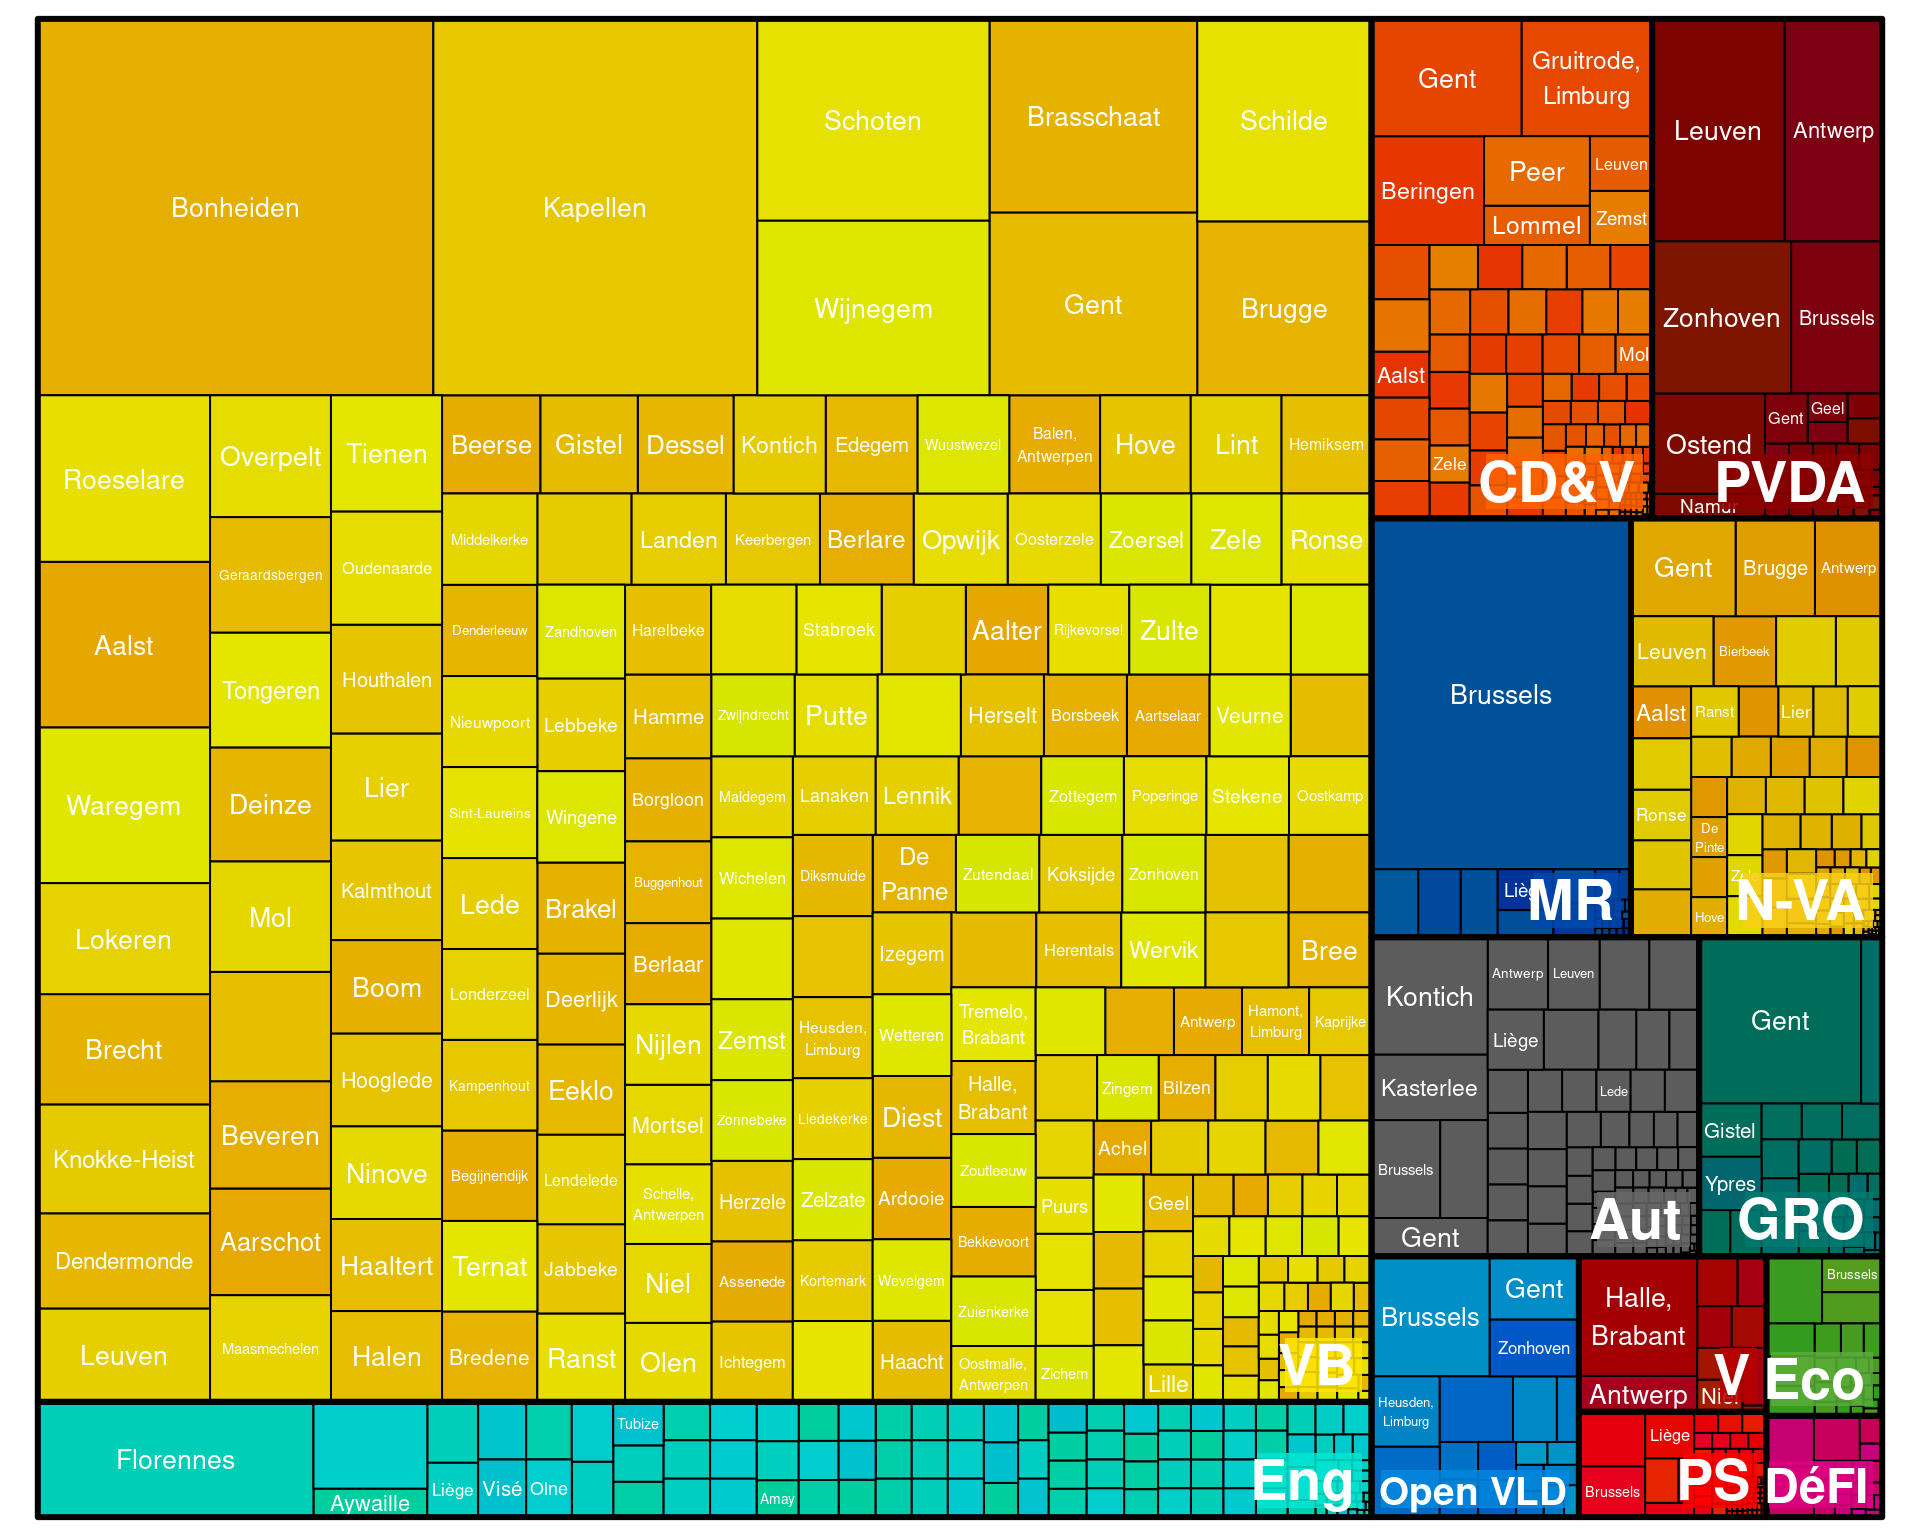 Bonheiden
Kapellen
Schoten
Wijnegem
Brasschaat
Gent
Schilde
Brugge
Roeselare
Aalst
Waregem
Lokeren
Brecht
Knokke-Heist
Dendermonde
Leuven
Overpelt
Geraardsbergen
Tongeren
Deinze
Mol
Beveren
Aarschot
Maasmechelen
Tienen
Oudenaarde
Houthalen
Lier
Kalmthout
Boom
Hooglede
Ninove
Haaltert
Halen
Beerse
Gistel
Dessel
Kontich
Edegem
Wuustwezel
Balen,
Antwerpen
Hove
Lint
Hemiksem
Middelkerke
Landen
Keerbergen
Berlare
Opwijk
Oosterzele
Zoersel
Zele
Ronse
Denderleeuw
Nieuwpoort
Sint-Laureins
Lede
Londerzeel
Kampenhout
Begijnendijk
Ternat
Bredene
Zandhoven
Lebbeke
Wingene
Brakel
Deerlijk
Eeklo
Lendelede
Jabbeke
Ranst
Harelbeke
Hamme
Borgloon
Buggenhout
Berlaar
Nijlen
Mortsel
Schelle,
Antwerpen
Niel
Olen
Stabroek
Aalter
Rijkevorsel
Zulte
Zwijndrecht
Putte
Herselt
Borsbeek
Aartselaar
Veurne
Maldegem
Lanaken
Lennik
Zottegem
Poperinge
Stekene
Oostkamp
Wichelen
Zemst
Zonnebeke
Herzele
Assenede
Ichtegem
Diksmuide
Heusden,
Limburg
Liedekerke
Zelzate
Kortemark
De
Panne
Zutendaal
Koksijde
Zonhoven
Izegem
Wetteren
Diest
Ardooie
Wevelgem
Haacht
Herentals
Wervik
Bree
Tremelo,
Brabant
Halle,
Brabant
Zoutleeuw
Bekkevoort
Zuienkerke
Oostmalle,
Antwerpen
Antwerp
Hamont,
Limburg
Kaprijke
Zingem
Bilzen
Achel
Puurs
Geel
Zichem
Lille
VB
Florennes
Aywaille
Liège
Visé
Olne
Tubize
Amay
Eng
Gent
Gruitrode,
Limburg
Beringen
Peer
Leuven
Lommel
Zemst
Mol
Aalst
Zele
CD&V
Leuven
Antwerp
Zonhoven
Brussels
Ostend
Gent
Geel
Namur
PVDA
Brussels
Lièg
MR
Gent
Brugge
Antwerp
Leuven
Bierbeek
Aalst
Ranst
Lier
Ronse
De
Pinte
Hove
N-VA
Kontich
Antwerp
Leuven
Liège
Kasterlee
Lede
Brussels
Gent
Aut
Gent
Gistel
Ypres
GRO
Brussels
Gent
Zonhoven
Heusden,
Limburg
Open VLD
Halle,
Brabant
Antwerp
Niel
V
Brussels
Eco
Liège
Brussels
PS
DéFI